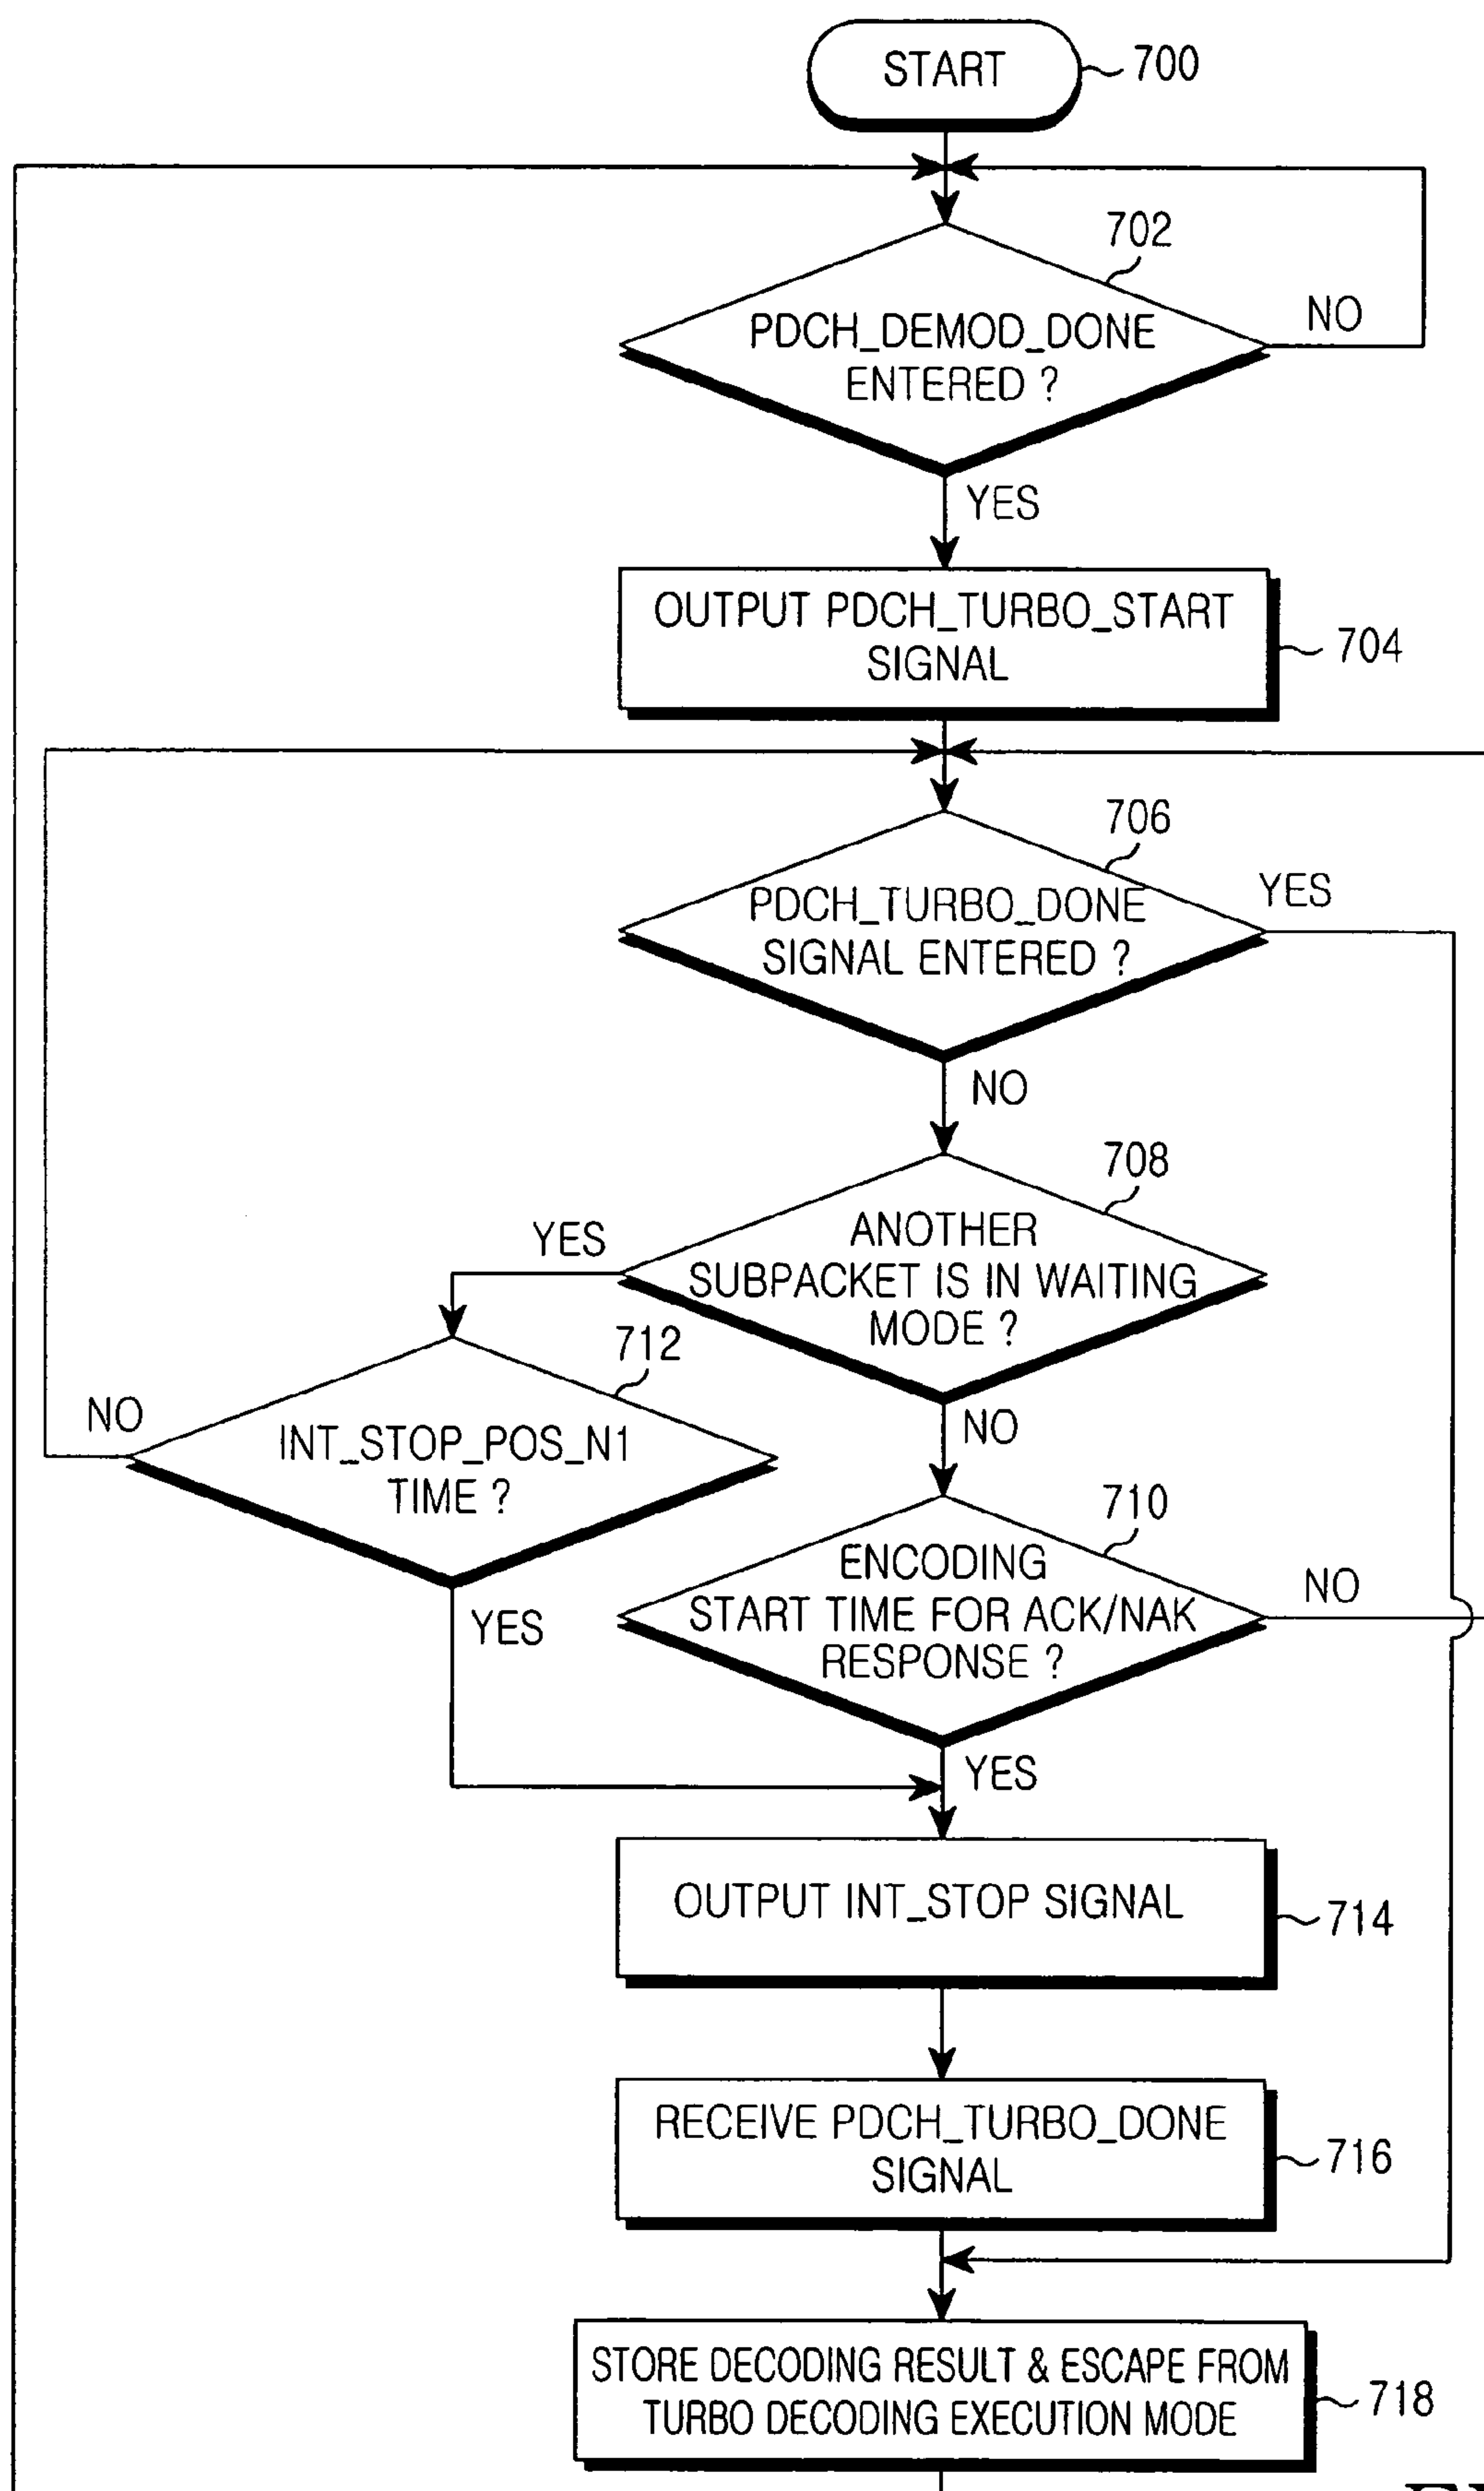 START
700
702
PDCH_DEMOD_DONE
ENTERED ?
NO
YES
OUTPUT PDCH_TURBO_START
SIGNAL
704
706
PDCH_TURBO_DONE
SIGNAL ENTERED ?
YES
NO
708
ANOTHER
SUBPACKET IS IN WAITING
MODE ?
YES
NO
712
INT_STOP_POS_N1
TIME ?
NO
YES
710
ENCODING
START TIME FOR ACK/NAK
RESPONSE ?
NO
YES
OUTPUT INT_STOP SIGNAL
714
RECEIVE PDCH_TURBO_DONE
SIGNAL
716
STORE DECODING RESULT & ESCAPE FROM
TURBO DECODING EXECUTION MODE
718